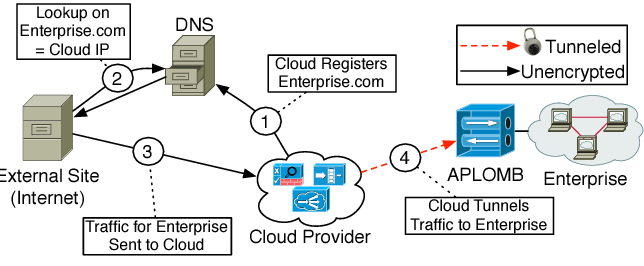 Lookup on
Enterprise.com
= Cloud IP
DNS
2
Cloud Registers
Enterprise.com
1
Tunneled
Unencrypted
3
External Site
(Internet)
4
APLOMB
Enterprise
Traffic for Enterprise
Sent to Cloud
Cloud Provider
Cloud Tunnels
Traffic to Enterprise